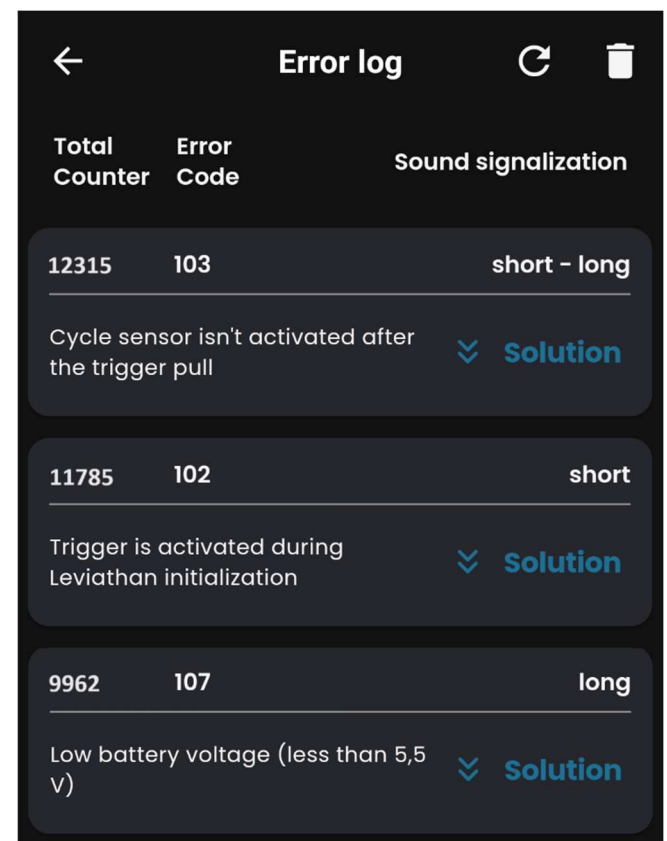 Error log
Total Error
Counter Code Sound signalization
12315 103 short - long
Cycle sensor isn't activated after
the trigger pull
Solution
11785 102 short
Trigger is activated during
Leviathan initialization
Solution
9962 107 long
Low battery voltage (less than 5,5
V)
Solution